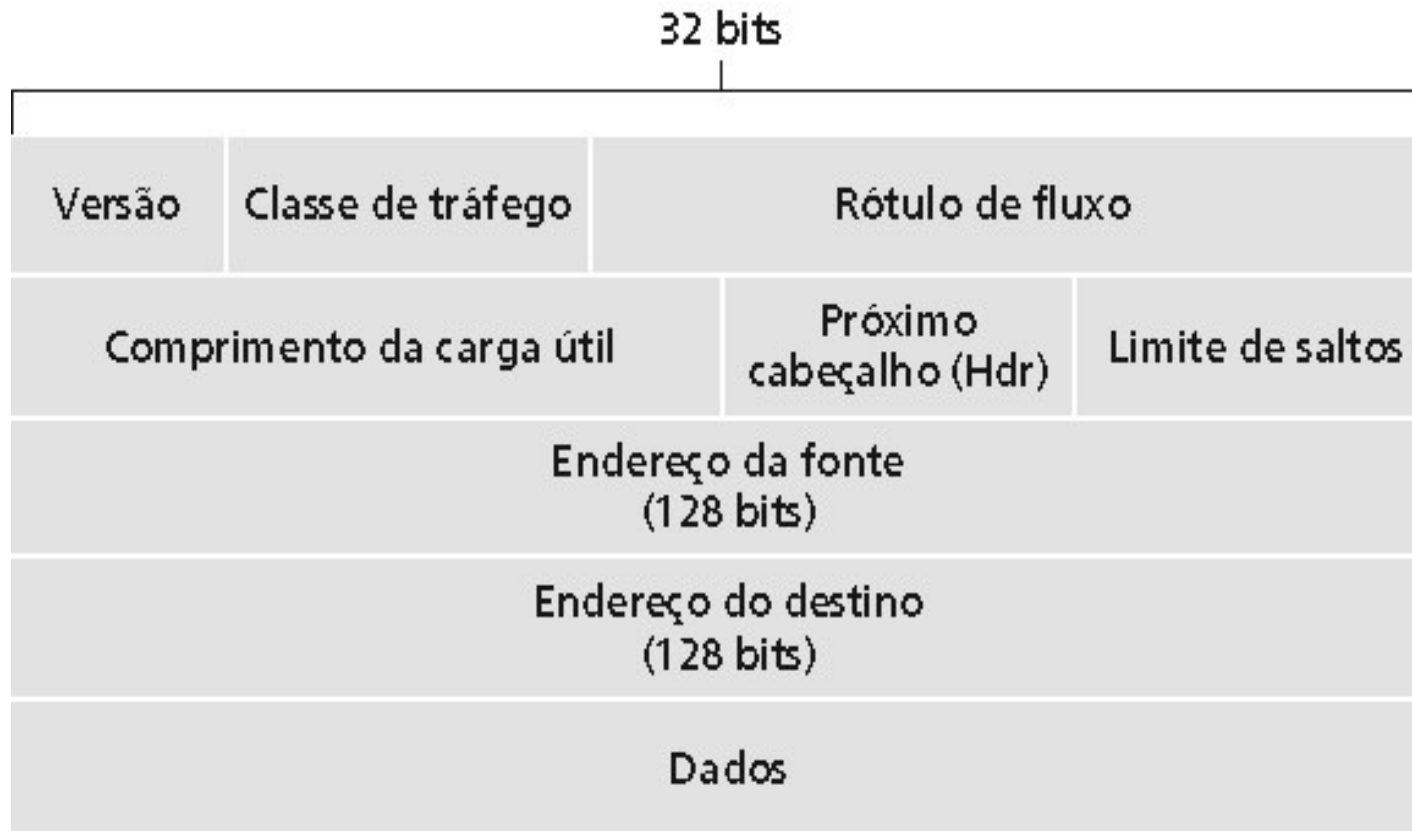 32 bits
Versão
Classe de tráfego
Rótulo de fluxo
Comprimento da carga útil
Próximo
cabeçalho (Hdr)
Limite de saltos
Endereço da fonte
(128 bits)
Endereço do destino
(128 bits)
Dados